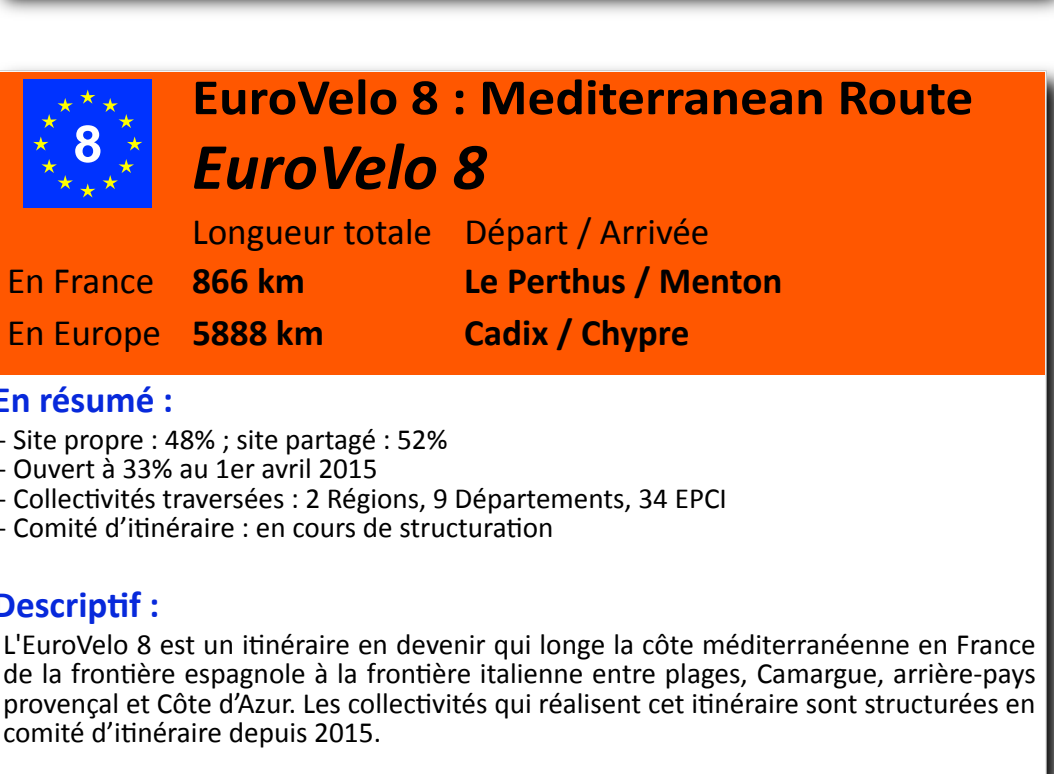 8
EuroVelo 8 : Mediterranean Route
EuroVelo 8
Longueur totale Départ / Arrivée
En France 866 km Le Perthus / Menton
En Europe 5888 km Cadix / Chypre
En résumé :
- Site propre : 48% ; site partagé : 52%
- Ouvert à 33% au 1er avril 2015
- Collectivités traversées : 2 Régions, 9 Départements, 34 EPCI
- Comité d’itinéraire : en cours de structuration
Descriptif :
L'EuroVelo 8 est un itinéraire en devenir qui longe la côte méditerranéenne en France
de la frontière espagnole à la frontière italienne entre plages, Camargue, arrière-pays
provençal et Côte d’Azur. Les collectivités qui réalisent cet itinéraire sont structurées en
comité d’itinéraire depuis 2015.